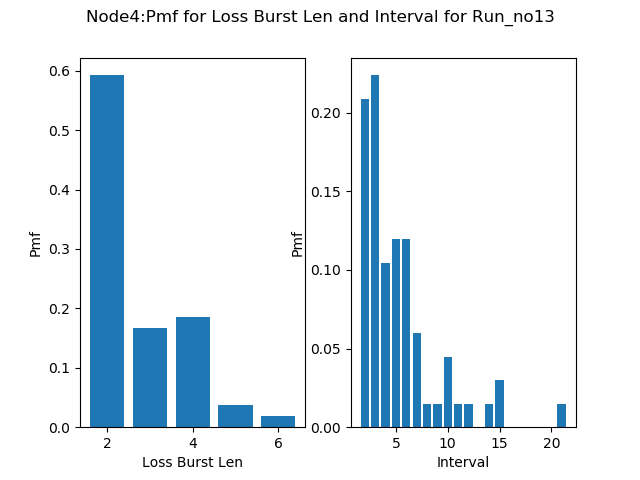 Node4:Pmf for Loss Burst Len and Interval for Run_no13
0.6
0.5
0.4
0.3
0.2
0.1
0.0
Pmf
2 4 6
Loss Burst Len
0.20
0.15
0.10
0.05
0.00
Pmf
5 10 15 20
Interval